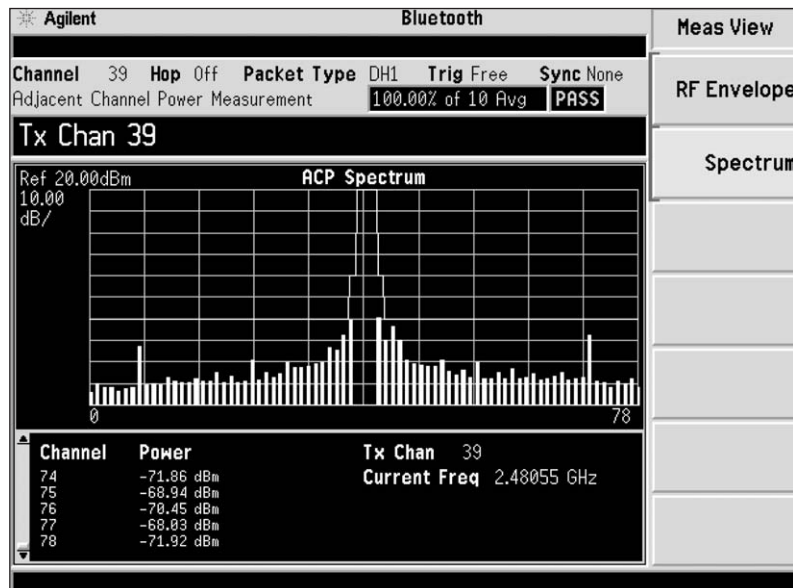 Agilent
Bluetooth
Meas View
Channel 39 Hop Off Packet Type DH1 Trig Free Sync None
Adjacent Channel Power Measurement 100.00% of 10 Avg PASS
RF Envelope
Tx Chan 39
Spectrum
Ref 20.00dBm ACP Spectrum
10.00
dB/
0 78
Channel Power Tx Chan 39
74 -71.86 dBm Current Freq 2.48055 GHz
75 -68.94 dBm
76 -70.45 dBm
77 -68.03 dBm
78 -71.92 dBm